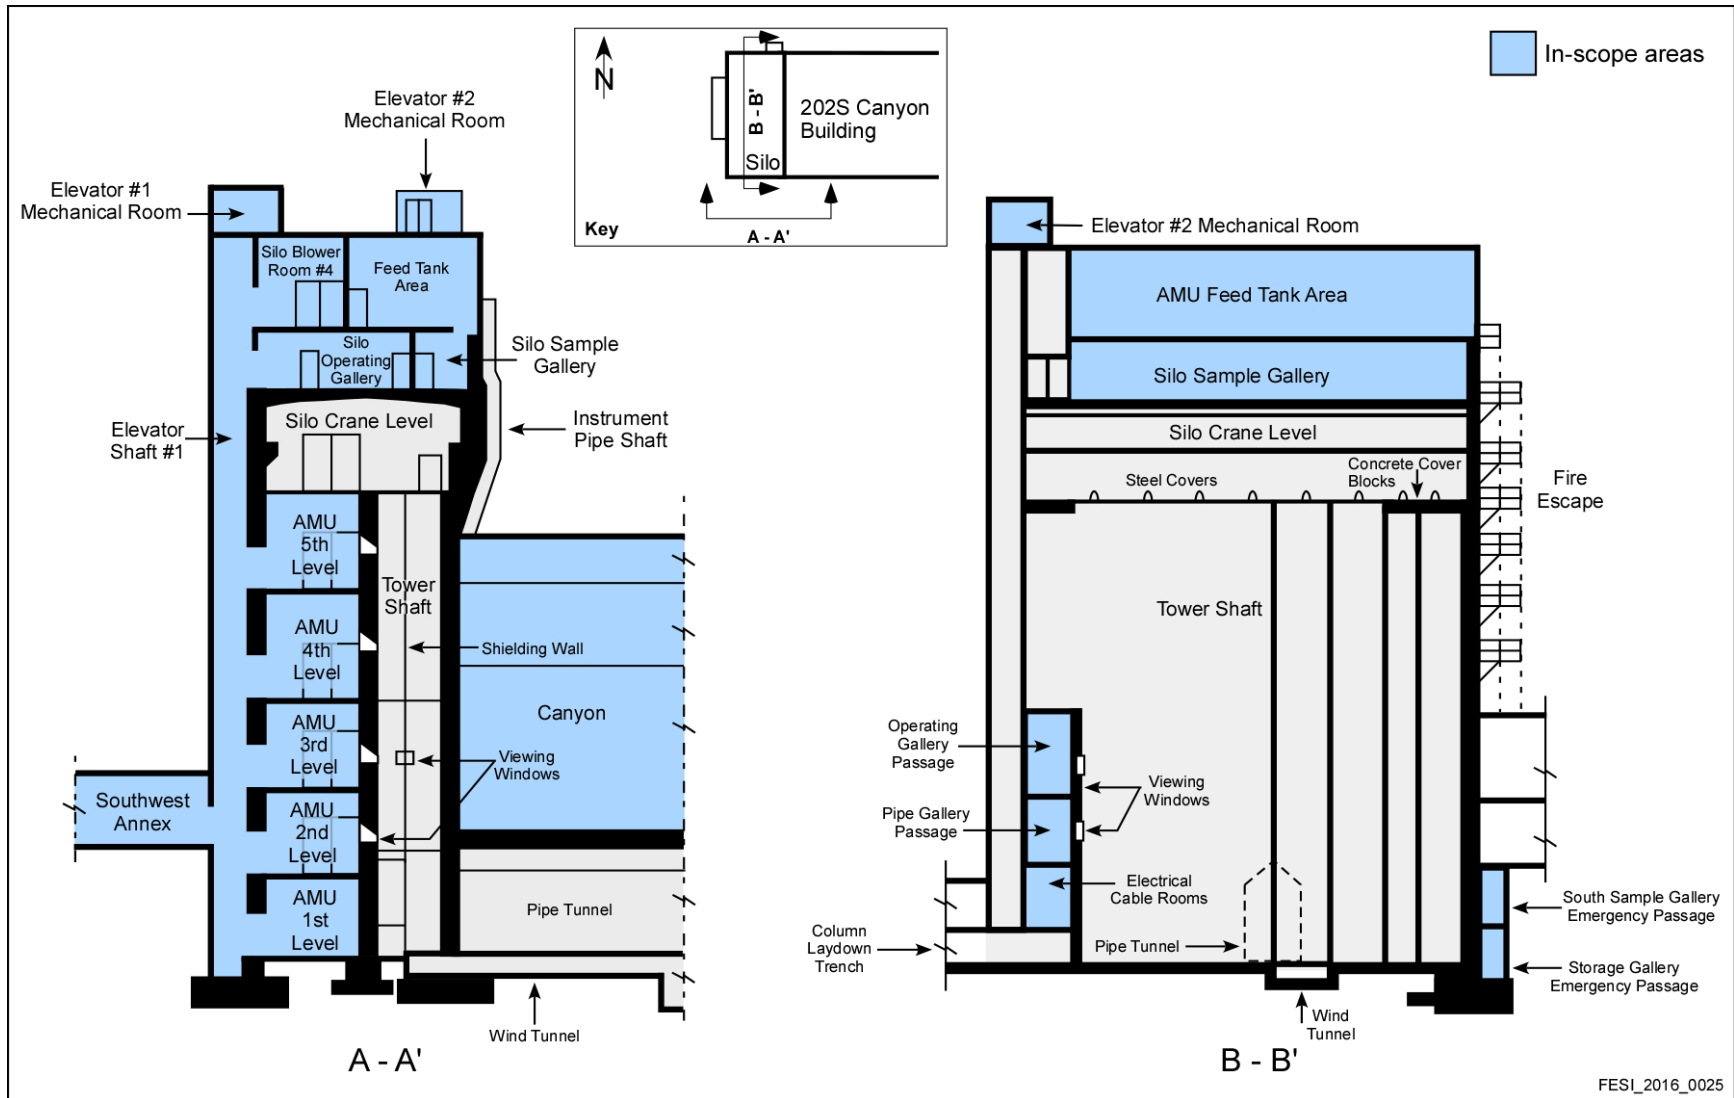 In-scope areas
N
B - B'
202S Canyon
Building
Silo
Key
A - A'
Elevator #2
Mechanical Room
Elevator #1
Mechanical Room
Silo Blower
Room #4
Feed Tank
Area
Silo
Operating
Gallery
Silo Sample
Gallery
Silo Crane Level
Instrument
Pipe Shaft
Elevator
Shaft #1
AMU
5th
Level
Tower
Shaft
AMU
4th
Level
Shielding Wall
Canyon
AMU
3rd
Level
Viewing
Windows
Southwest
Annex
AMU
2nd
Level
AMU
1st
Level
Pipe Tunnel
Wind Tunnel
A - A'
Elevator #2 Mechanical Room
AMU Feed Tank Area
Silo Sample Gallery
Silo Crane Level
Steel Covers
Concrete Cover
Blocks
Fire
Escape
Tower Shaft
Operating
Gallery
Passage
Viewing
Windows
Pipe Gallery
Passage
Electrical
Cable Rooms
Column
Laydown
Trench
Pipe Tunnel
South Sample Gallery
Emergency Passage
Storage Gallery
Emergency Passage
Wind
Tunnel
B - B'
FESI_2016_0025